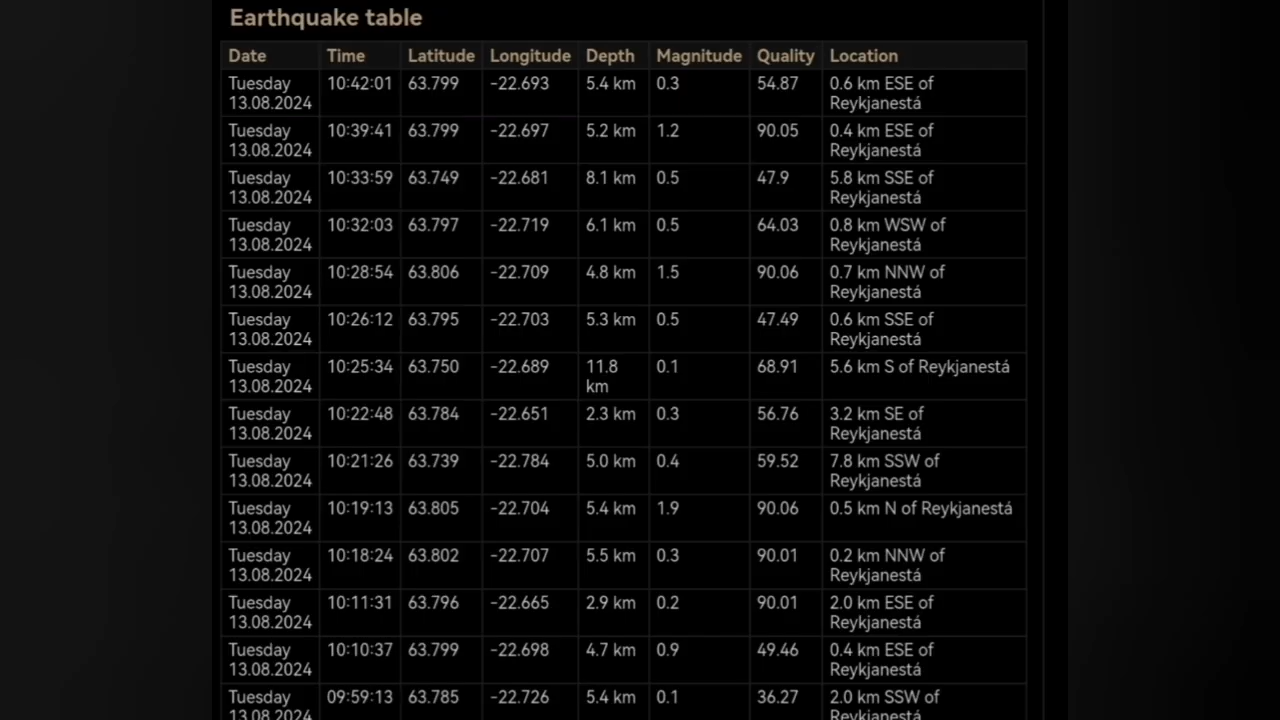 Earthquake table
Date Time Latitude Longitude Depth Magnitude Quality Location
Tuesday 10:42:01 63.799 -22.693 5.4 km 0.3 54.87 0.6 km ESE of
13.08.2024 Reykjanestá
Tuesday 10:39:41 63.799 -22.697 5.2 km 1.2 90.05 0.4 km ESE of
13.08.2024 Reykjanestá
Tuesday 10:33:59 63.749 -22.681 8.1 km 0.5 47.9 5.8 km SSE of
13.08.2024 Reykjanestá
Tuesday 10:32:03 63.797 -22.719 6.1 km 0.5 64.03 0.8 km WSW of
13.08.2024 Reykjanestá
Tuesday 10:28:54 63.806 -22.709 4.8 km 1.5 90.06 0.7 km NNW of
13.08.2024 Reykjanestá
Tuesday 10:26:12 63.795 -22.703 5.3 km 0.5 47.49 0.6 km SSE of
13.08.2024 Reykjanestá
Tuesday 10:25:34 63.750 -22.689 11.8 0.1 68.91 5.6 km S of Reykjanestá
13.08.2024 km
Tuesday 10:22:48 63.784 -22.651 2.3 km 0.3 56.76 3.2 km SE of
13.08.2024 Reykjanestá
Tuesday 10:21:26 63.739 -22.784 5.0 km 0.4 59.52 7.8 km SSW of
13.08.2024 Reykjanestá
Tuesday 10:19:13 63.805 -22.704 5.4 km 1.9 90.06 0.5 km N of Reykjanestá
13.08.2024
Tuesday 10:18:24 63.802 -22.707 5.5 km 0.3 90.01 0.2 km NNW of
13.08.2024 Reykjanestá
Tuesday 10:11:31 63.796 -22.665 2.9 km 0.2 90.01 2.0 km ESE of
13.08.2024 Reykjanestá
Tuesday 10:10:37 63.799 -22.698 4.7 km 0.9 49.46 0.4 km ESE of
13.08.2024 Reykjanestá
Tuesday 09:59:13 63.785 -22.726 5.4 km 0.1 36.27 2.0 km SSW of
13.08.2024 Reykjanestá